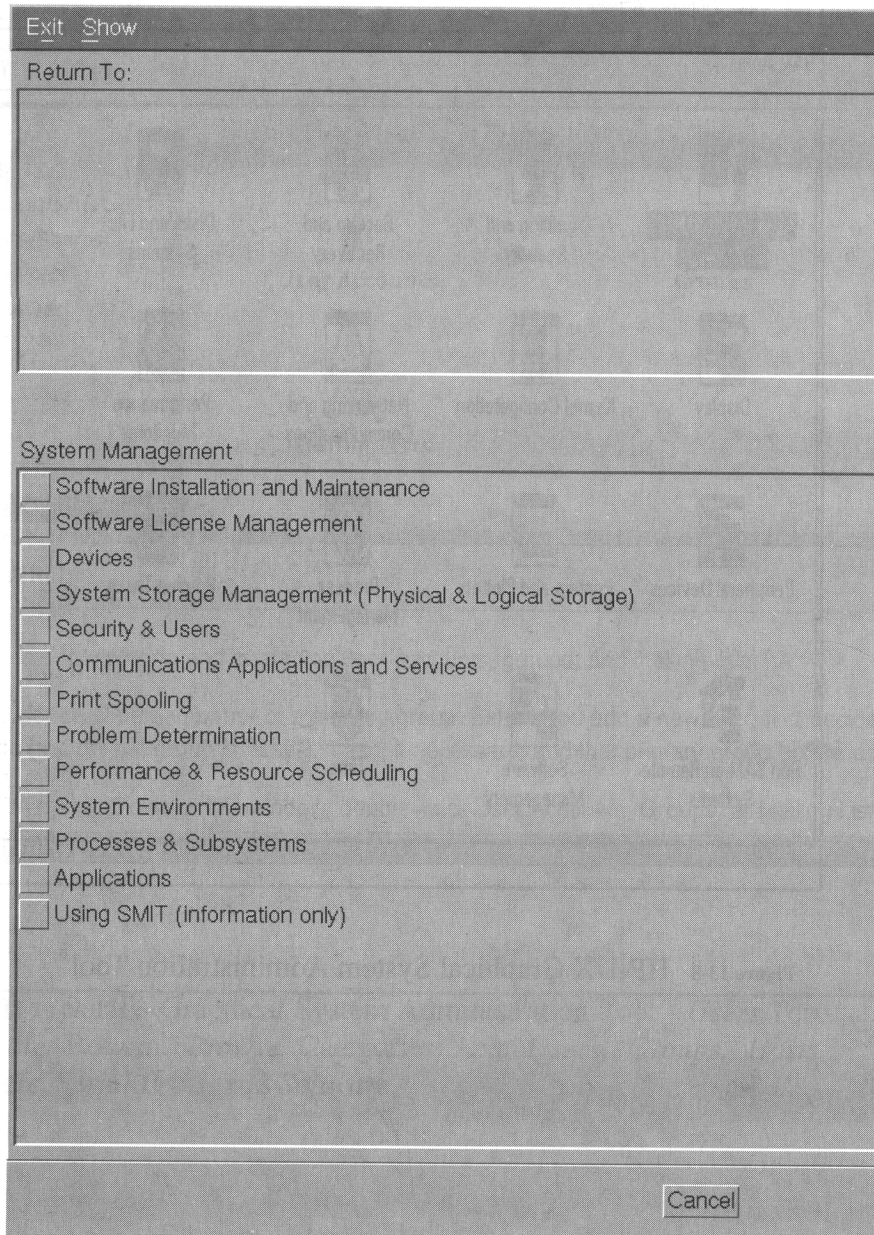 Exit Show
Return To:
System Management
Software Installation and Maintenance
Software License Management
Devices
System Storage Management (Physical & Logical Storage)
Security & Users
Communications Applications and Services
Print Spooling
Problem Determination
Performance & Resource Scheduling
System Environments
Processes & Subsystems
Applications
Using SMIT (information only)
Cancel